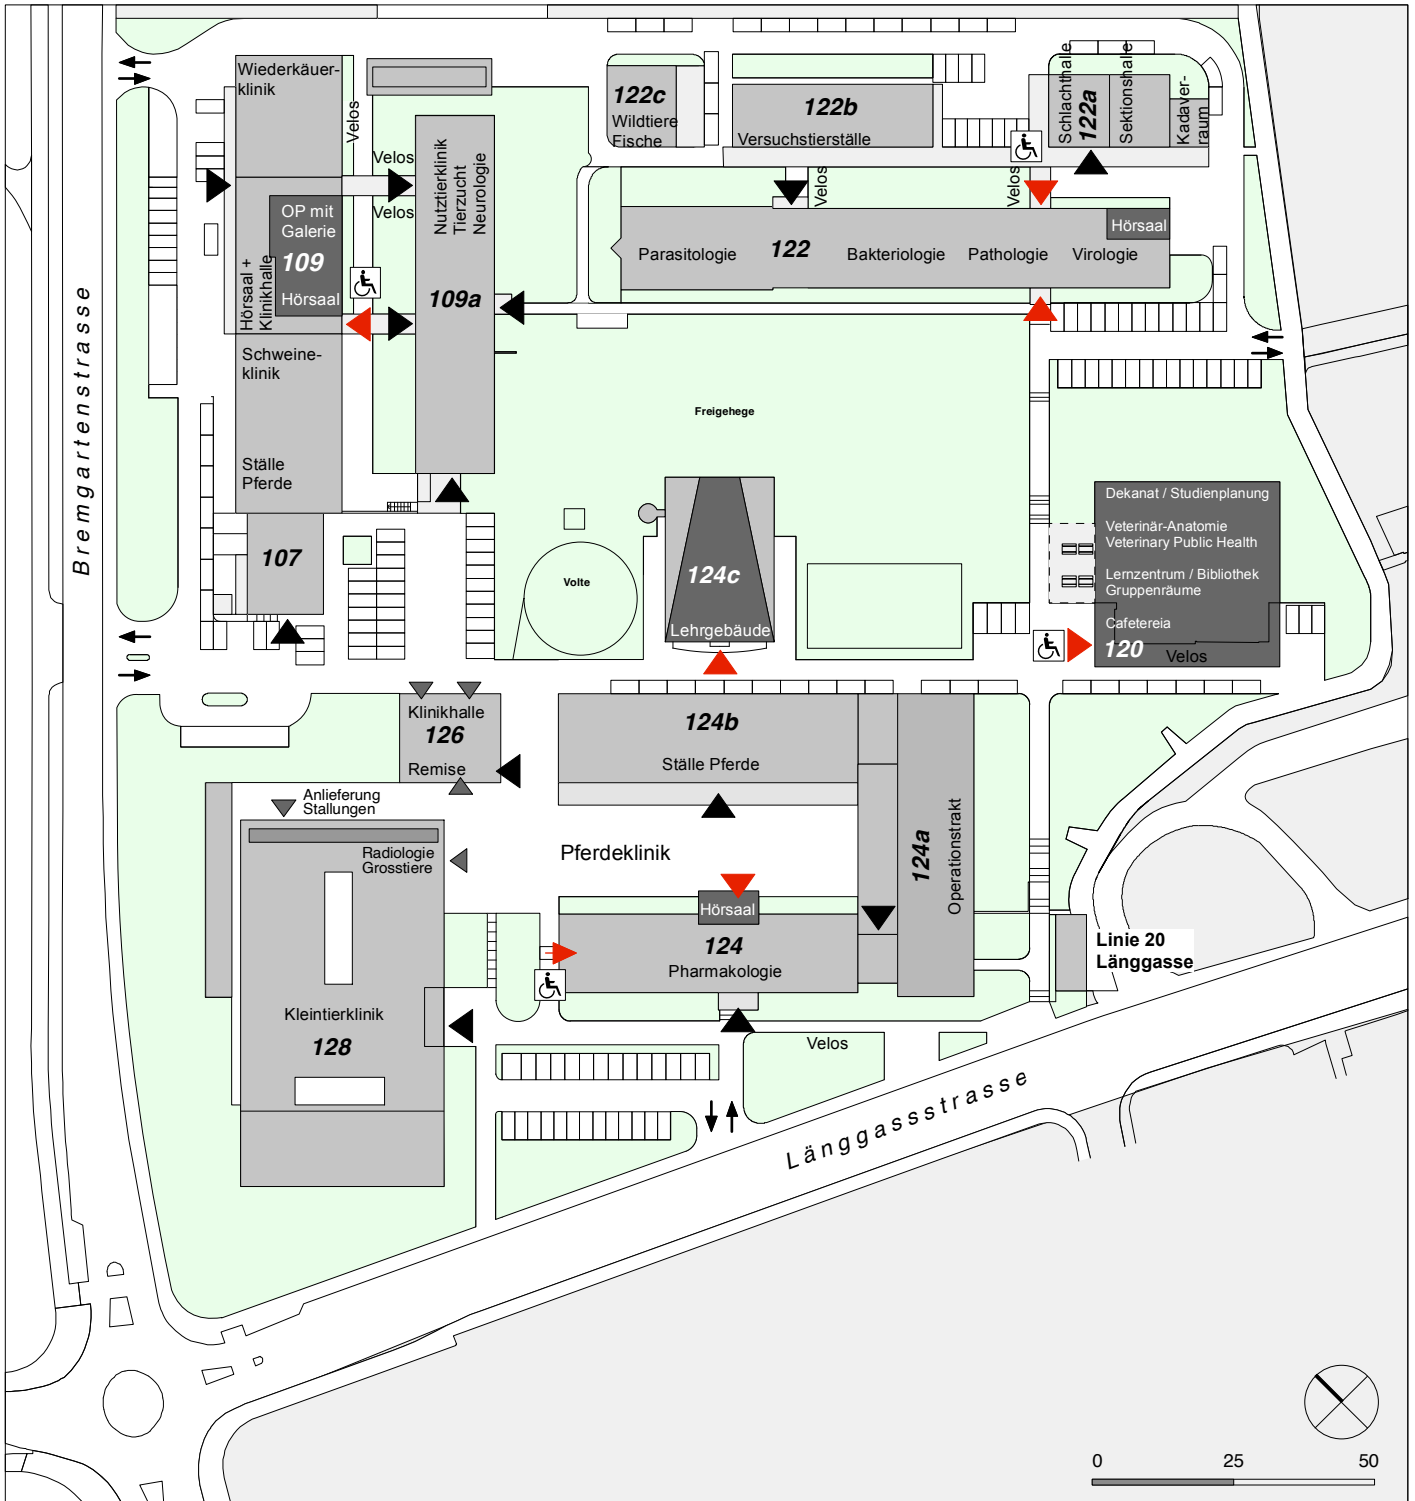 Wiederkäuer-
klinik
Velos
Velos
Velos
Nutztierklinik
Tierzucht
Neurologie
122c
Wildtiere
Fische
122b
Versuchstierställe
Schlachthalle
122a
Sektionshalle
Kadaver-
raum
Velos
Velos
OP mit
Galerie
109
Hörsaal
Hörsaal +
Klinikhalle
109a
Parasitologie
122
Bakteriologie
Pathologie
Virologie
Hörsaal
Schweine-
klinik
Ställe
Pferde
107
Bremgartenstrasse
Freigehege
Volte
124c
Lehrgebäude
Dekanat / Studienplanung
Veterinär-Anatomie
Veterinary Public Health
Lernzentrum / Bibliothek
Gruppenräume
Cafetereia
120
Velos
Klinikhalle
126
Remise
124b
Ställe Pferde
Anlieferung
Stallungen
Radiologie
Grosstiere
Pferdeklinik
124a
Operationstrakt
Hörsaal
124
Pharmakologie
Linie 20
Länggasse
Kleintierklinik
128
Velos
Länggassstrasse
0 25 50